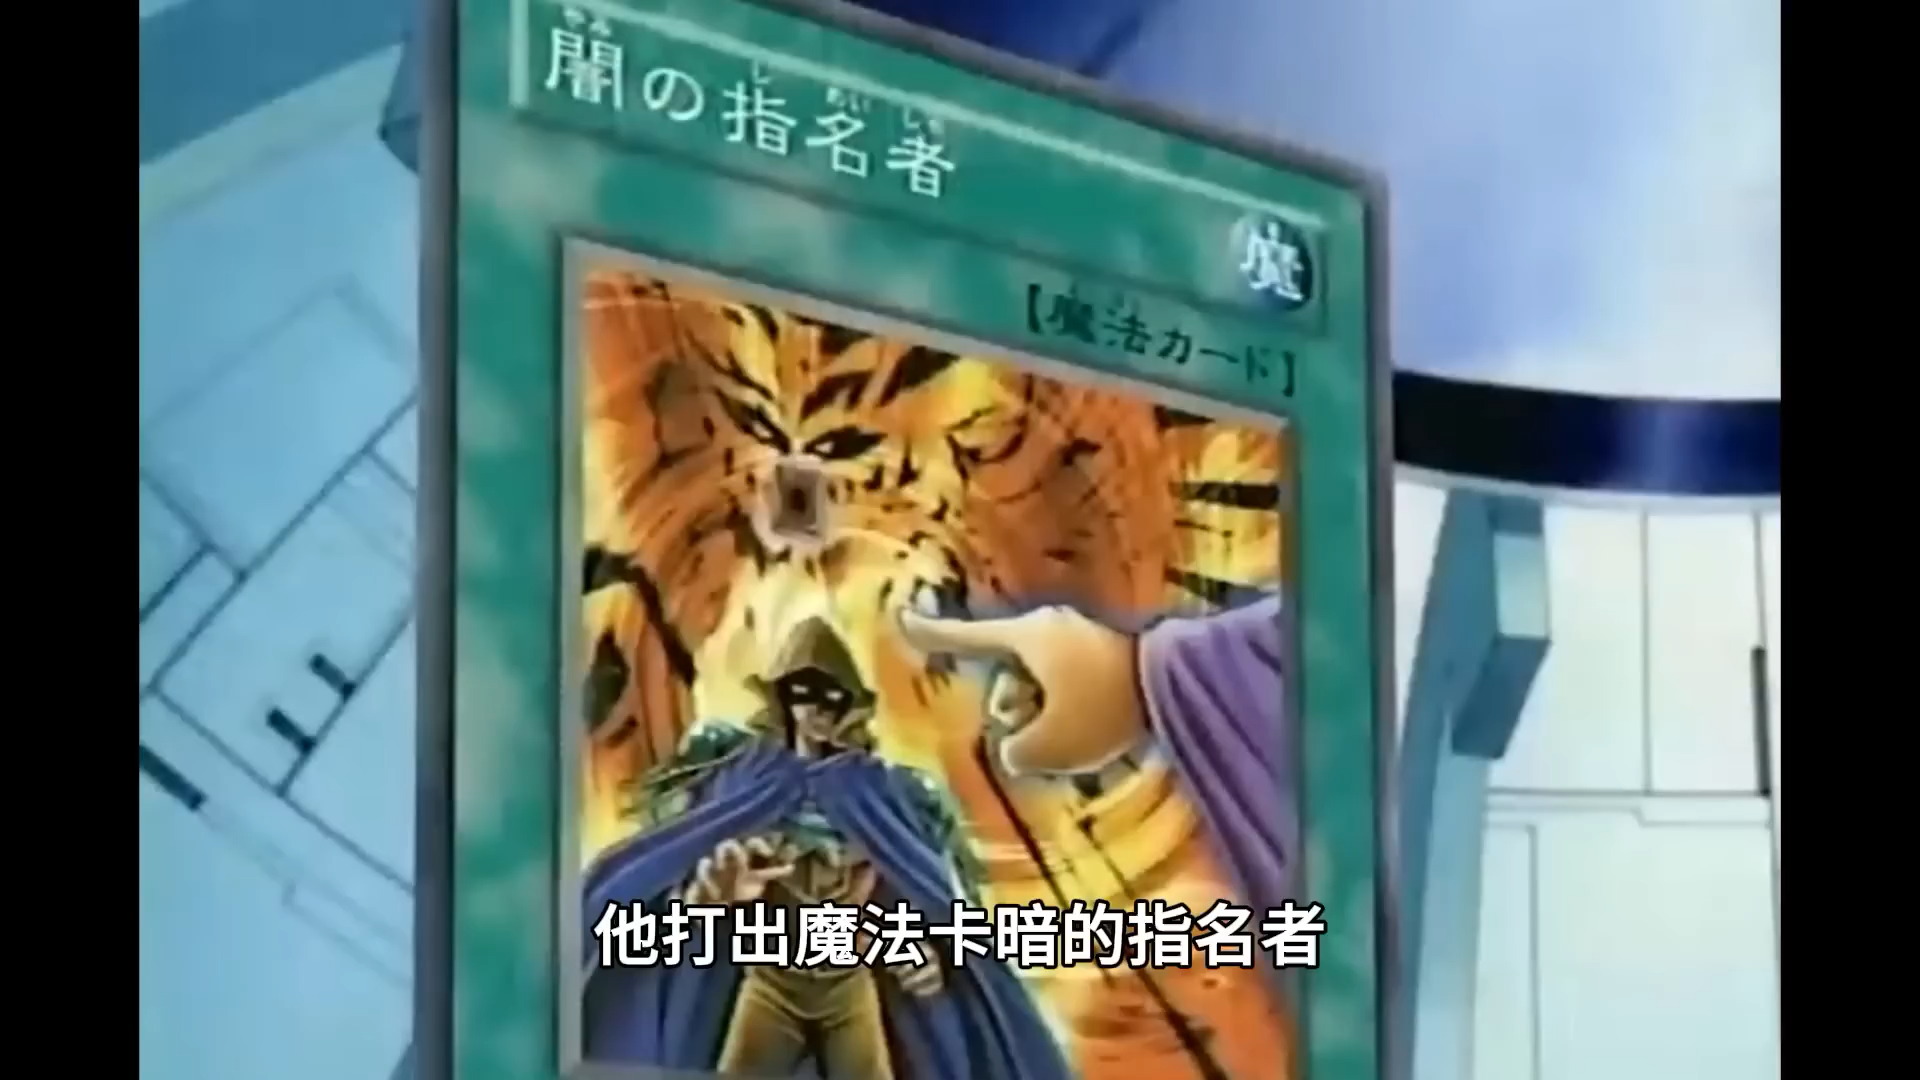 闇の指名者
魔
【魔法カード】
他打出魔法卡暗的指名者